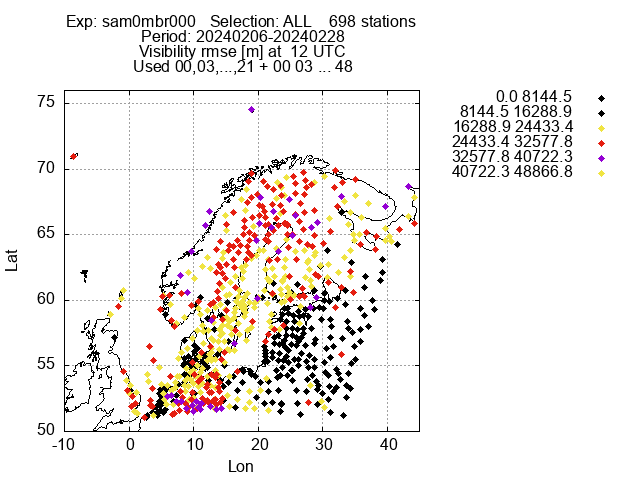 Exp: sam0mbr000 Selection: ALL 698 stations
Period: 20240206-20240228
Visibility rmse [m] at 12 UTC
Used 00,03,...,21 + 00 03 ... 48
0.0 8144.5
8144.5 16288.9
16288.9 24433.4
24433.4 32577.8
32577.8 40722.3
40722.3 48866.8
75
70
65
60
55
50
-10 0 10 20 30 40
Lat
Lon